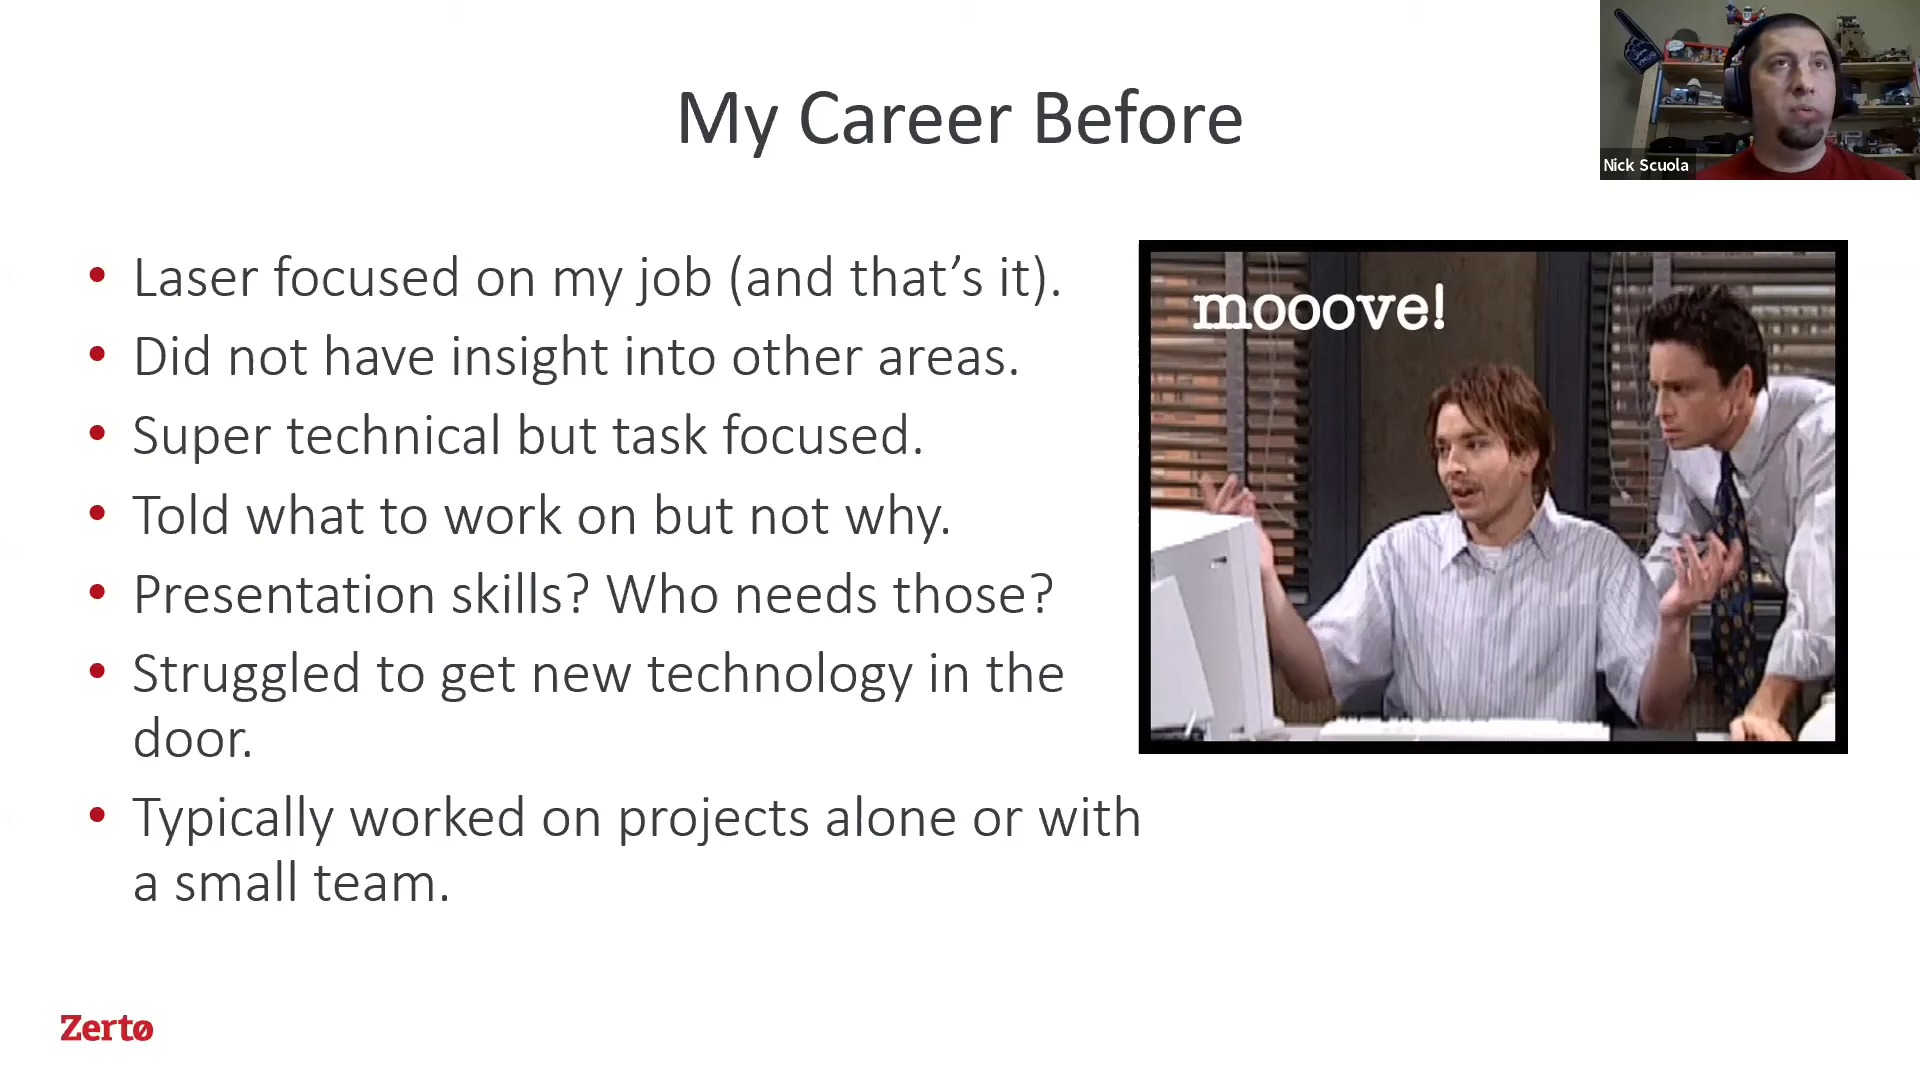 My Career Before
Nick Scuola
• Laser focused on my job (and that’s it).
• Did not have insight into other areas.
• Super technical but task focused.
• Told what to work on but not why.
• Presentation skills? Who needs those?
• Struggled to get new technology in the
door.
• Typically worked on projects alone or with
a small team.
mooove!
Zertø